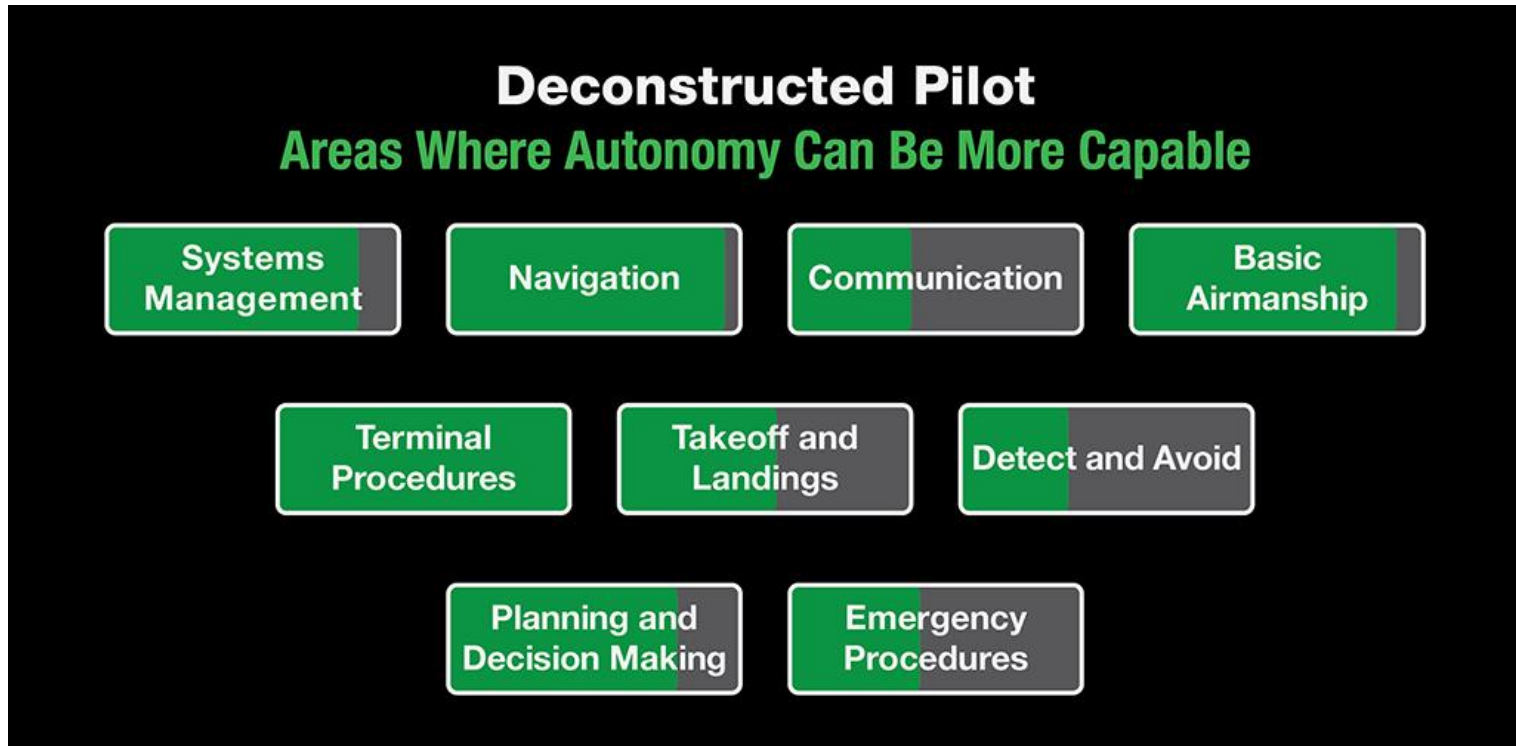 Deconstructed Pilot
Areas Where Autonomy Can Be More Capable
Systems
Management
Navigation
Communication
Basic
Airmanship
Terminal
Procedures
Takeoff and
Landings
Detect and Avoid
Planning and
Decision Making
Emergency
Procedures